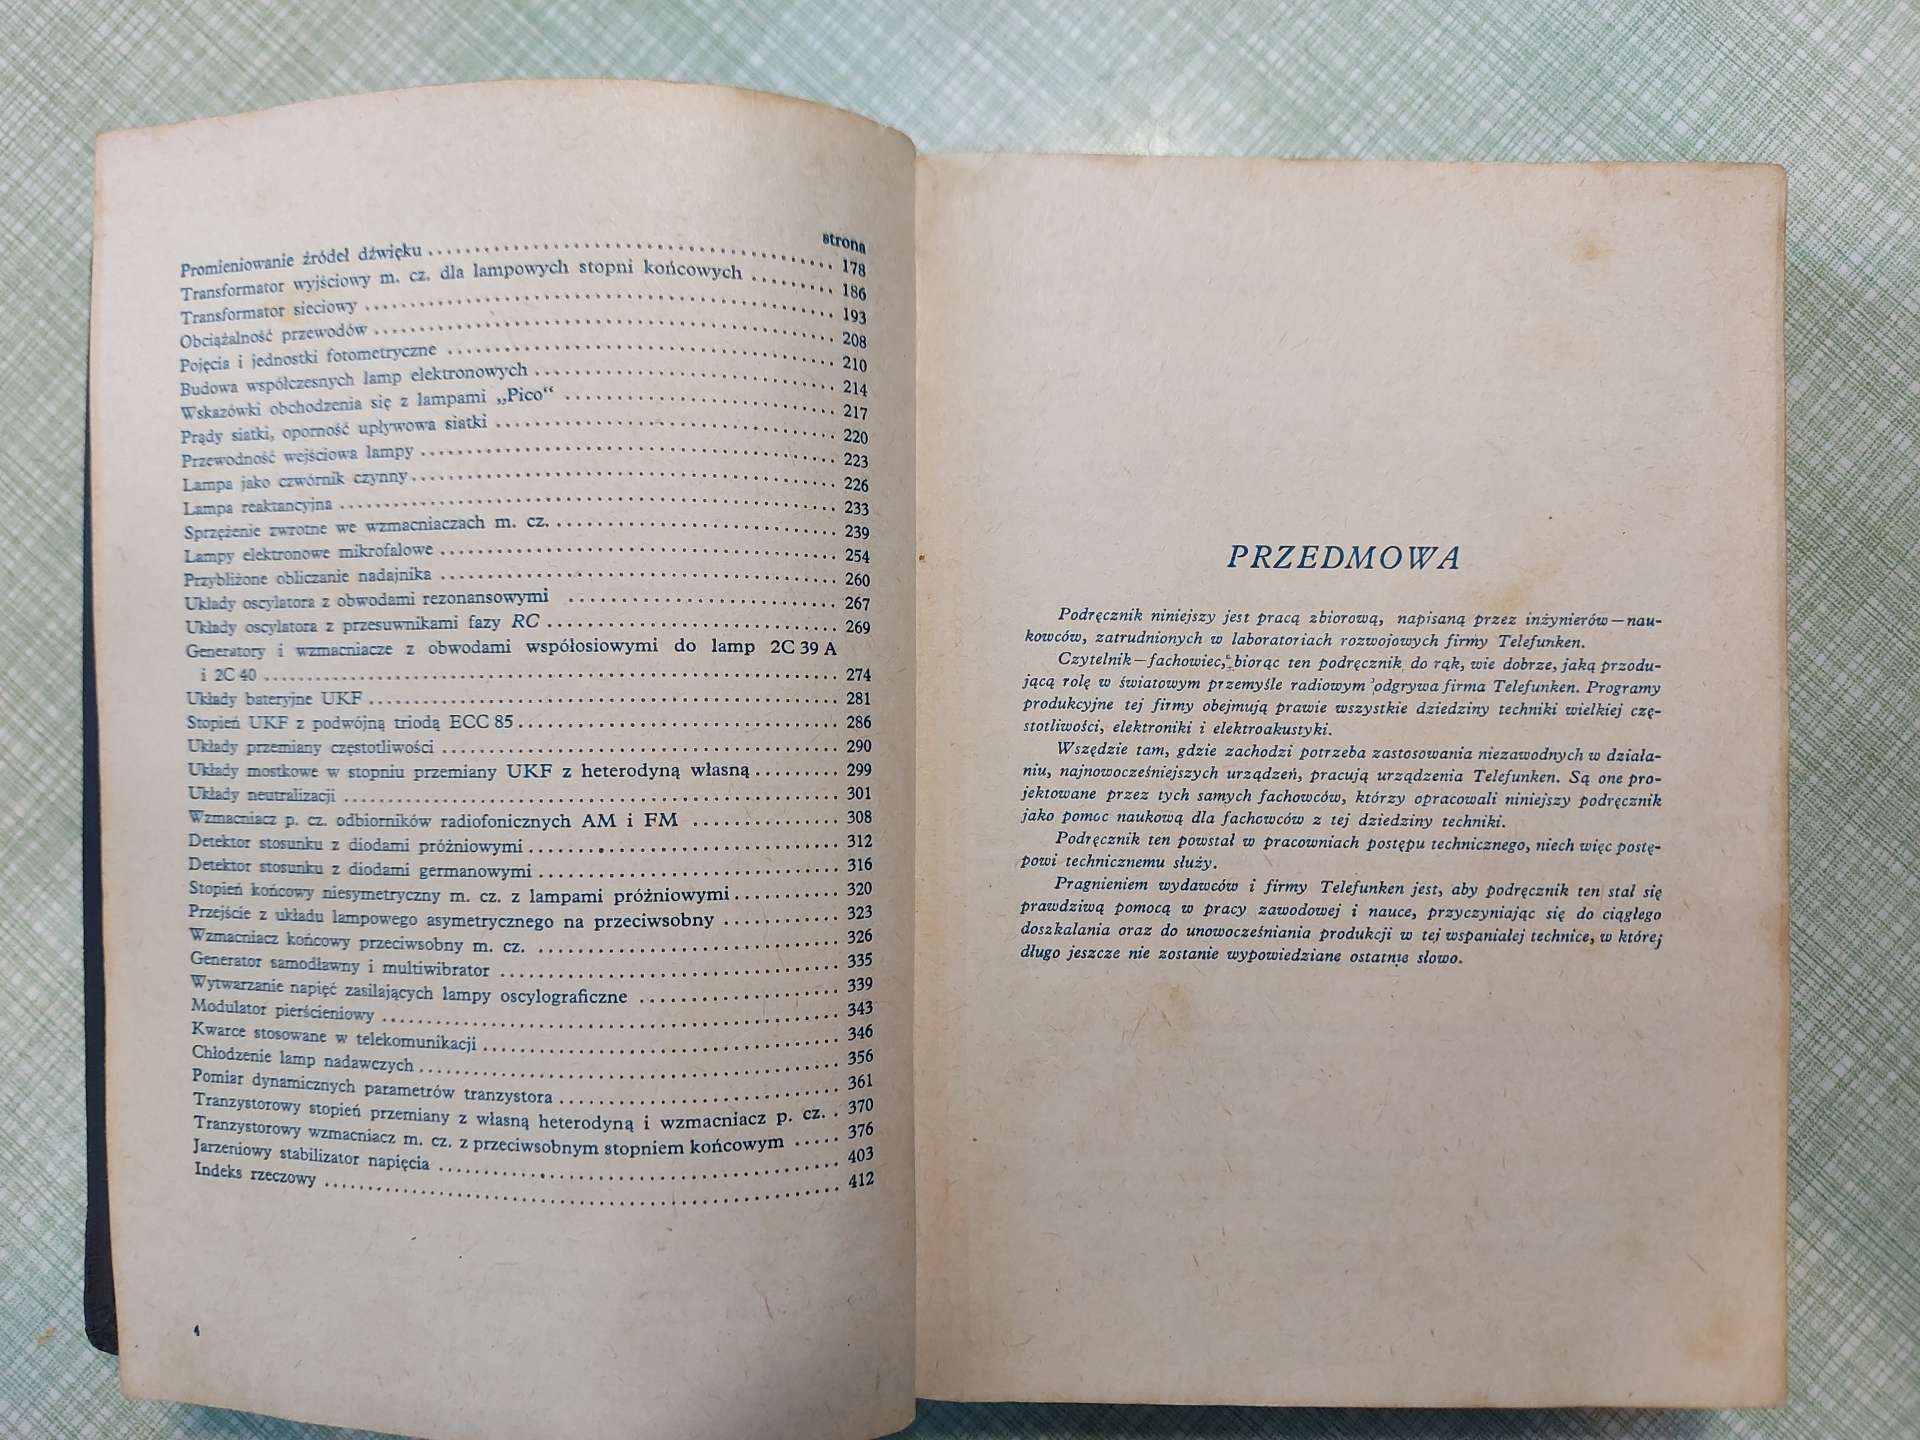 strona
Promieniowanie źródeł dźwięku ........ 178
Transformator wyjściowy m. cz. dla lampowych stopni końcowych ........ 186
Transformator sieciowy ........ 193
Obciążalność przewodów ........ 208
Pojęcia i jednostki fotometryczne ........ 210
Budowa współczesnych lamp elektronowych ........ 214
Wskazówki obchodzenia się z lampami „Pico“ ........ 217
Prądy siatki, oporność upływowa siatki ........ 220
Przewodność wejściowa lampy ........ 223
Lampa jako czwórnik czynny ........ 226
Lampa reaktancyjna ........ 233
Sprzężenie zwrotne we wzmacniaczach m. cz. ........ 239
Lampy elektronowe mikrofalowe ........ 254
Przybliżone obliczanie nadajnika ........ 260
Układy oscylatora z obwodami rezonansowymi ........ 267
Układy oscylatora z przesuwnikami fazy RC ........ 269
Generatory i wzmacniacze z obwodami współosiowymi do lamp 2C 39 A
i 2C 40 ........ 274
Układy bateryjne UKF ........ 281
Stopień UKF z podwójną triodą ECC 85 ........ 286
Układy przemiany częstotliwości ........ 290
Układy mostkowe w stopniu przemiany UKF z heterodyną własną ........ 299
Układy neutralizacji ........ 301
Wzmacniacz p. cz. odbiorników radiofonicznych AM i FM ........ 308
Detektor stosunku z diodami próżniowymi ........ 312
Detektor stosunku z diodami germanowymi ........ 316
Stopień końcowy niesymetryczny m. cz. z lampami próżniowymi ........ 320
Przejście z układu lampowego asymetrycznego na przeciwsobny ........ 323
Wzmacniacz końcowy przeciwsobny m. cz. ........ 326
Generator samodławny i multiwibrator ........ 335
Wytwarzanie napięć zasilających lampy oscylograficzne ........ 339
Modulator pierścieniowy ........ 343
Kwarce stosowane w telekomunikacji ........ 346
Chłodzenie lamp nadawczych ........ 356
Pomiar dynamicznych parametrów tranzystora ........ 361
Tranzystorowy stopień przemiany z własną heterodyną i wzmacniacz p. cz. . 370
Tranzystorowy wzmacniacz m. cz. z przeciwsobnym stopniem końcowym ..... 376
Jarzeniowy stabilizator napięcia ........ 403
Indeks rzeczowy ........ 412
4
PRZEDMOWA
Podręcznik niniejszy jest pracą zbiorową, napisaną przez inżynierów—nau-
kowców, zatrudnionych w laboratoriach rozwojowych firmy Telefunken.
Czytelnik—fachowiec, biorąc ten podręcznik do rąk, wie dobrze, jaką przodu-
jącą rolę w światowym przemyśle radiowym odgrywa firma Telefunken. Programy
produkcyjne tej firmy obejmują prawie wszystkie dziedziny techniki wielkiej czę-
stotliwości, elektroniki i elektroakustyki.
Wszędzie tam, gdzie zachodzi potrzeba zastosowania niezawodnych w działa-
niu, najnowocześniejszych urządzeń, pracują urządzenia Telefunken. Są one pro-
jektowane przez tych samych fachowców, którzy opracowali niniejszy podręcznik
jako pomoc naukową dla fachowców z tej dziedziny techniki.
Podręcznik ten powstał w pracowniach postępu technicznego, niech więc postę-
powi technicznemu służy.
Pragnieniem wydawców i firmy Telefunken jest, aby podręcznik ten stał się
prawdziwą pomocą w pracy zawodowej i nauce, przyczyniając się do ciągłego
doszkalania oraz do unowocześniania produkcji w tej wspaniałej technice, w której
długo jeszcze nie zostanie wypowiedziane ostatnie słowo.